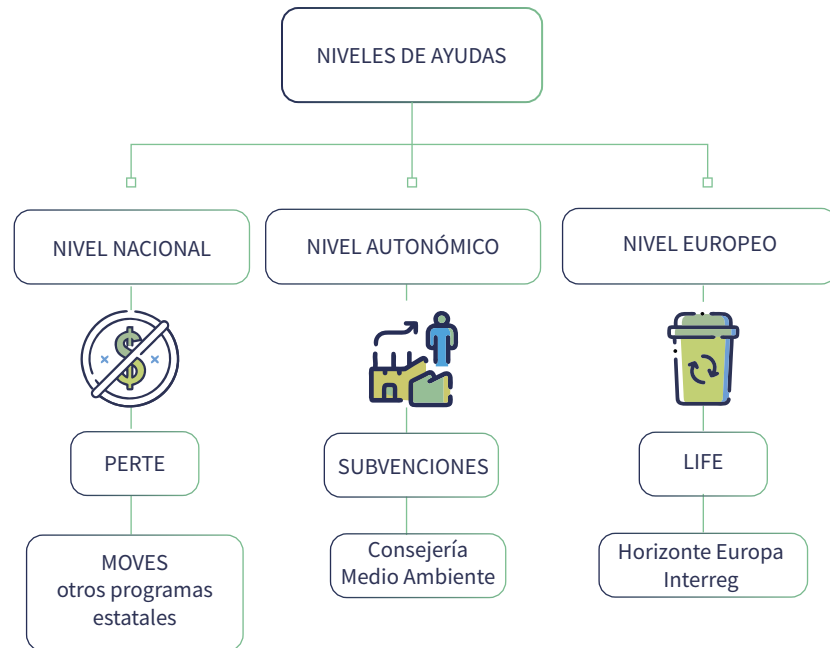 NIVELES DE AYUDAS
NIVEL NACIONAL
NIVEL AUTONÓMICO
NIVEL EUROPEO
$
$
PERTE
SUBVENCIONES
LIFE
MOVES
otros programas
estatales
Consejería
Medio Ambiente
Horizonte Europa
Interreg